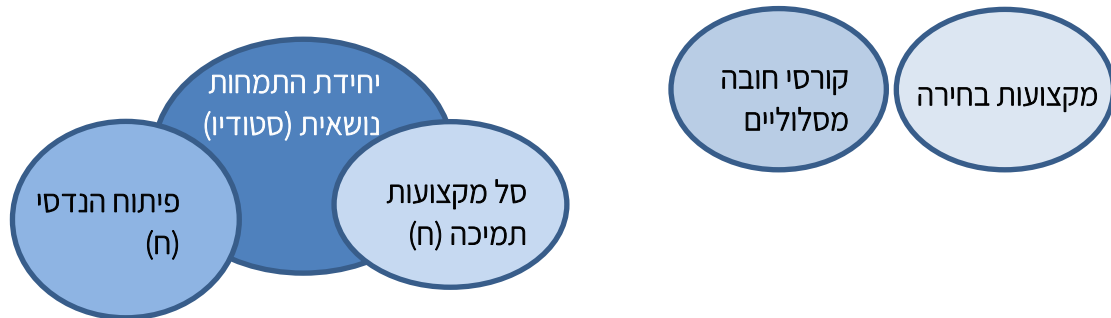 מקצועות בחירה
קורסי חובה
מסלוליים
יחידת התמחות
נושאית (סטודיו)
סל מקצועות
תמיכה (ח)
פיתוח הנדסי
(ח)